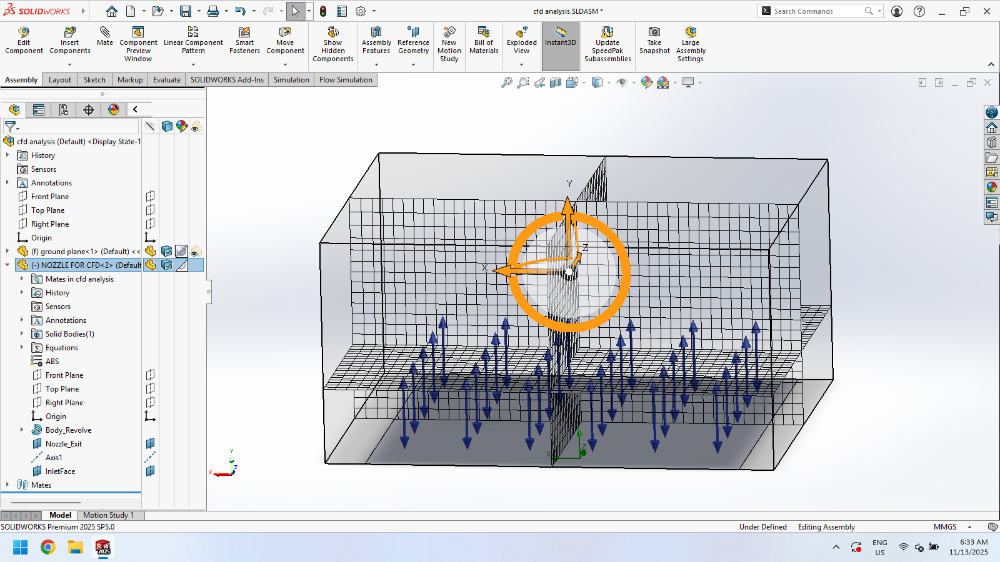 SOLIDWORKS
cfd analysis.SLDASM *
Search Commands
Edit
Component
Insert
Components
Mate
Component
Preview
Window
Linear Component
Pattern
Smart
Fasteners
Move
Component
Show
Hidden
Components
Assembly
Features
Reference
Geometry
New
Motion
Study
Bill of
Materials
Exploded
View
Instant3D
Update
SpeedPak
Subassemblies
Take
Snapshot
Large
Assembly
Settings
Assembly
Layout
Sketch
Markup
Evaluate
SOLIDWORKS Add-Ins
Simulation
Flow Simulation
cfd analysis (Default) <Display State-1
History
Sensors
Annotations
Front Plane
Top Plane
Right Plane
Origin
(f) ground plane<1> (Default) <<
(-) NOZZLE FOR CFD<2> (Default
Mates in cfd analysis
History
Sensors
Annotations
Solid Bodies(1)
Equations
ABS
Front Plane
Top Plane
Right Plane
Origin
Body_Revolve
Nozzle_Exit
Axis1
InletFace
Mates
Y
X
Z
X
Z
Y
X
Z
Model
Motion Study 1
SOLIDWORKS Premium 2025 SP5.0
Under Defined
Editing Assembly
MMGS
SW
2025
ENG
US
6:33 AM
11/13/2025